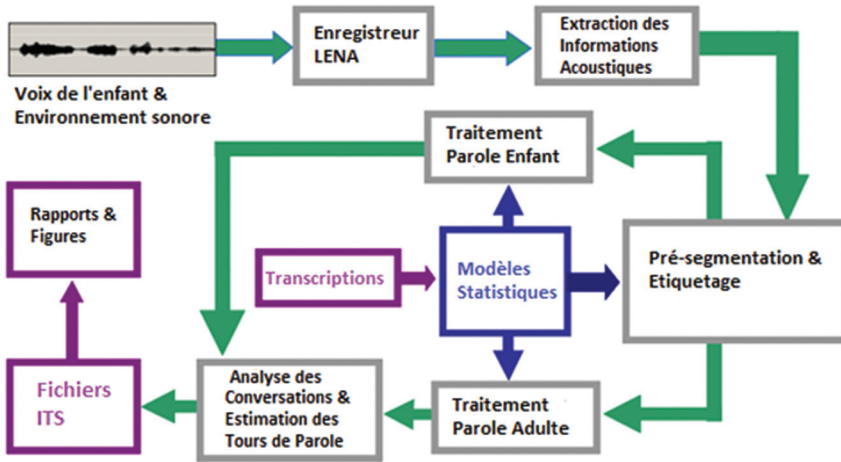 Voix de l'enfant &
Environnement sonore
Enregistreur
LENA
Extraction des
Informations
Acoustiques
Traitement
Parole Enfant
Rapports &
Figures
Transcriptions
Modèles
Statistiques
Pré-segmentation &
Etiquetage
Fichiers
ITS
Analyse des
Conversations &
Estimation des
Tours de Parole
Traitement
Parole Adulte